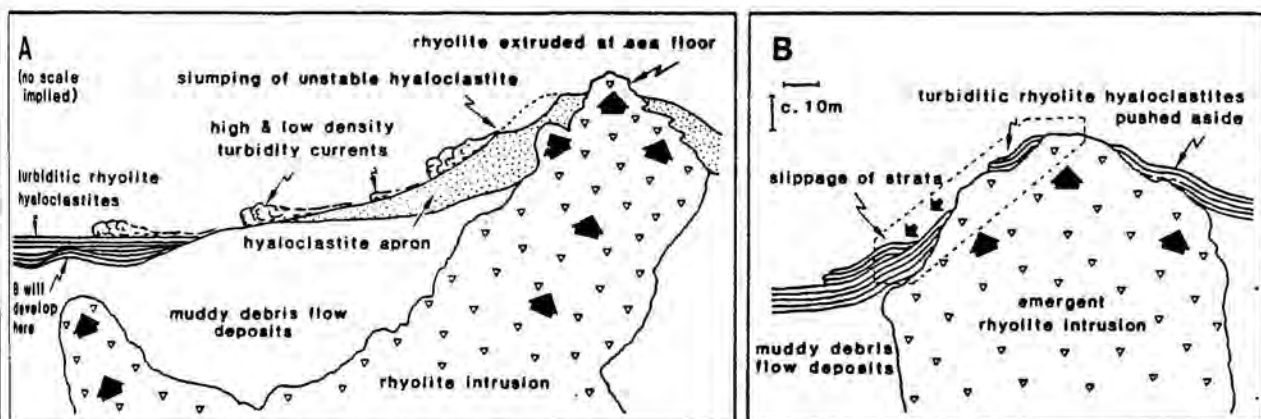 A
(no scale
implied)
rhyolite extruded at sea floor
slumping of unstable hyaloclastite
high & low density
turbidity currents
turbiditic rhyolite
hyaloclastites
hyaloclastite apron
B will
develop
here
muddy debris flow
deposits
rhyolite intrusion
B
c. 10m
turbiditic rhyolite hyaloclastites
pushed aside
slippage of strata
emergent
rhyolite intrusion
muddy debris
flow deposits